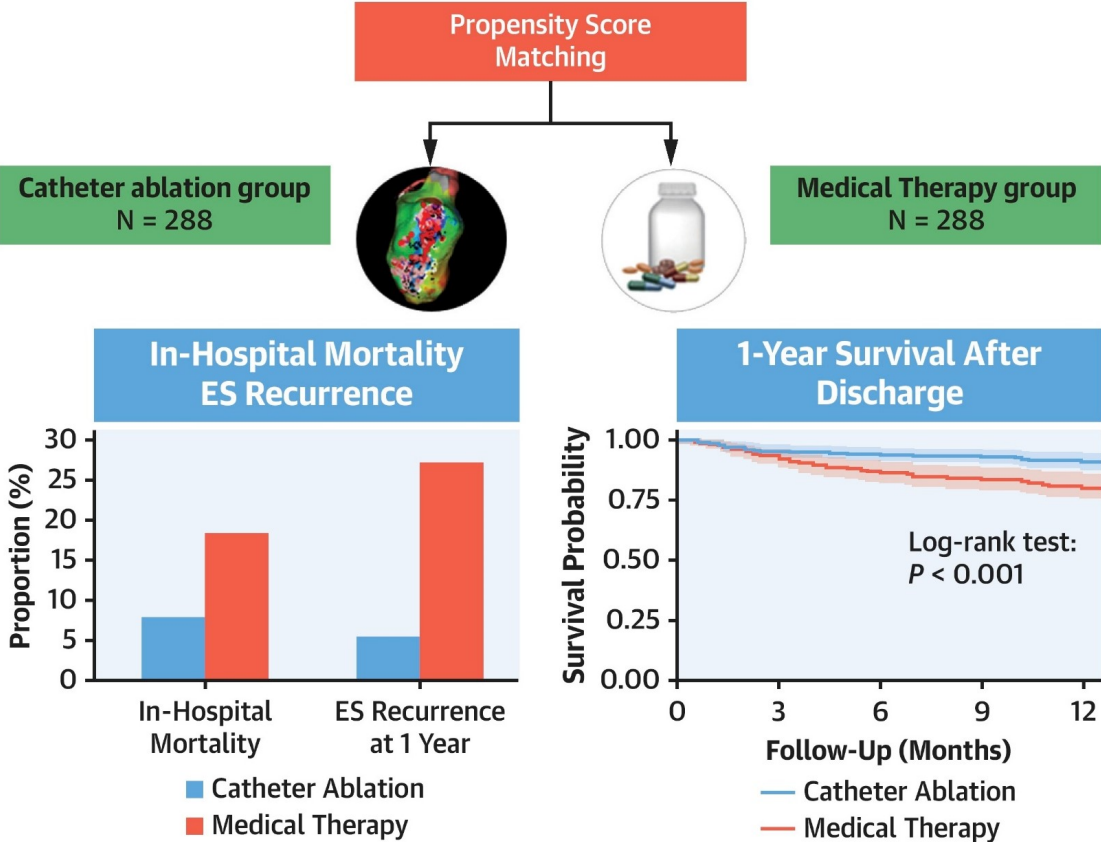 Propensity Score
Matching
Catheter ablation group
N = 288
Medical Therapy group
N = 288
In-Hospital Mortality
ES Recurrence
30
25
20
15
10
5
0
Proportion (%)
In-Hospital
Mortality
ES Recurrence
at 1 Year
Catheter Ablation
Medical Therapy
1-Year Survival After
Discharge
1.00
0.75
0.50
0.25
0.00
Survival Probability
Log-rank test:
P < 0.001
0 3 6 9 12
Follow-Up (Months)
Catheter Ablation
Medical Therapy